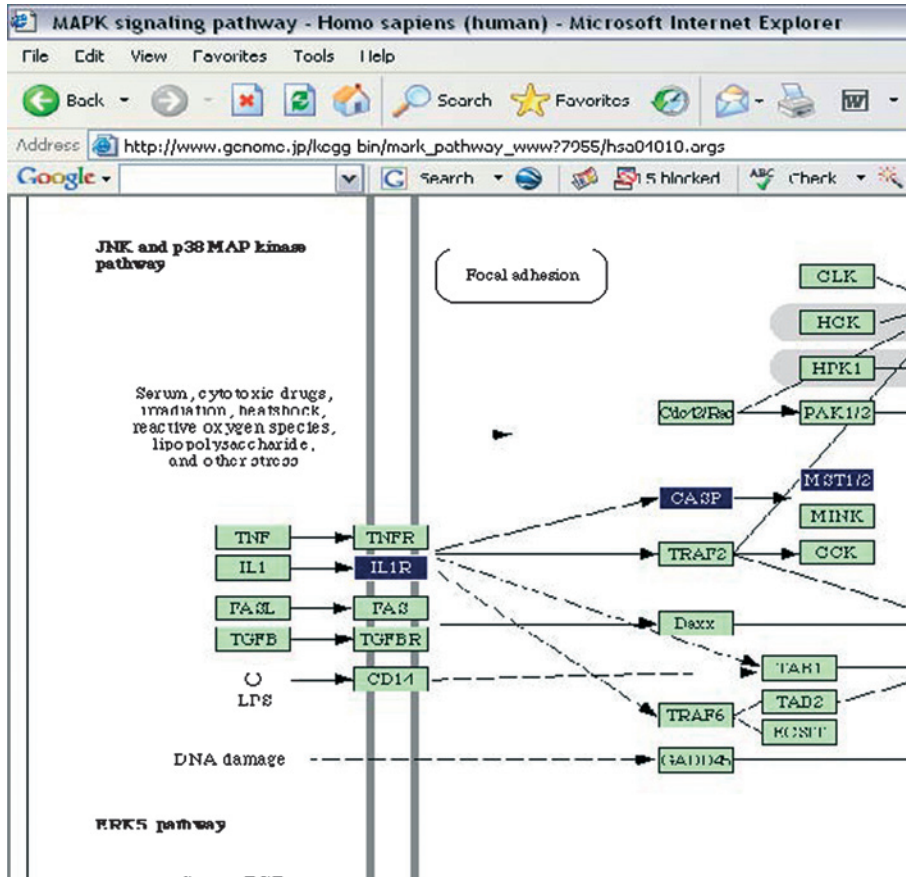 MAPK signaling pathway - Homo sapiens (human) - Microsoft Internet Explorer
File Edit View Favorites Tools Help
Back Search Favorites
Address http://www.genome.jp/kegg bin/mark_pathway_www?7955/hsa04010.args
Google Search 15 blocked ABC Check
JNK and p38 MAP kinase
pathway
Focal adhesion
GLK
HGK
HPK1
Serum, cytotoxic drugs,
irradiation, heatshock,
reactive oxygen species,
lipopolysaccharide,
and other stress
Cdc42/Rac PAK1/2
CASP MST1/2
MINK
TNF TNFR
TRAF2 GCK
IL1 IL1R
FASL FAS
Daxx
TGFB TGFBR
TAB1
CD14
LPS
TAB2
TRAF6
ECSIT
DNA damage GADD45
ERK5 pathway